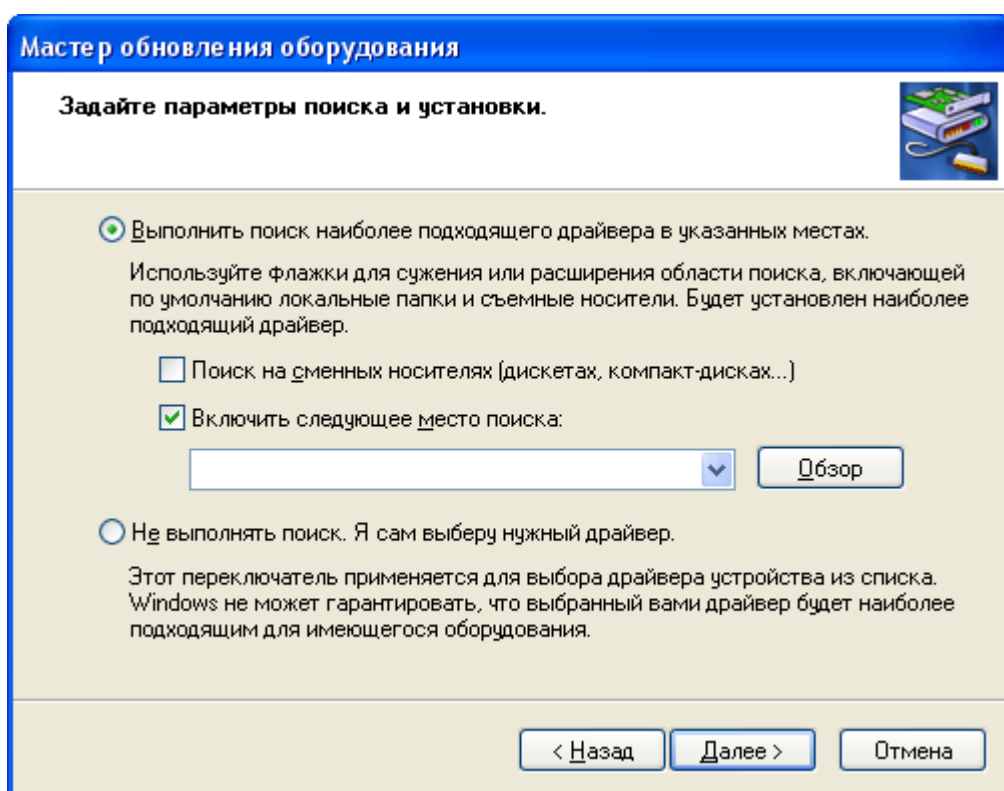 Мастер обновления оборудования
Задайте параметры поиска и установки.
Выполнить поиск наиболее подходящего драйвера в указанных местах.
Используйте флажки для сужения или расширения области поиска, включающей
по умолчанию локальные папки и съемные носители. Будет установлен наиболее
подходящий драйвер.
Поиск на сменных носителях (дискетах, компакт-дисках...)
Включить следующее место поиска:
Обзор
Не выполнять поиск. Я сам выберу нужный драйвер.
Этот переключатель применяется для выбора драйвера устройства из списка.
Windows не может гарантировать, что выбранный вами драйвер будет наиболее
подходящим для имеющегося оборудования.
< Назад Далее > Отмена